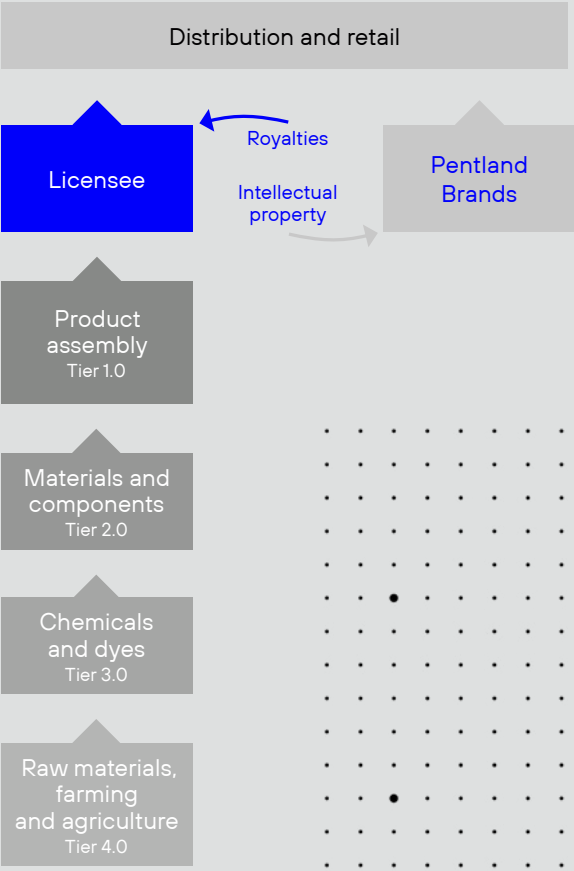 Distribution and retail
Licensee
Royalties
Intellectual
property
Pentland
Brands
Product
assembly
Tier 1.0
Materials and
components
Tier 2.0
Chemicals
and dyes
Tier 3.0
Raw materials,
farming
and agriculture
Tier 4.0